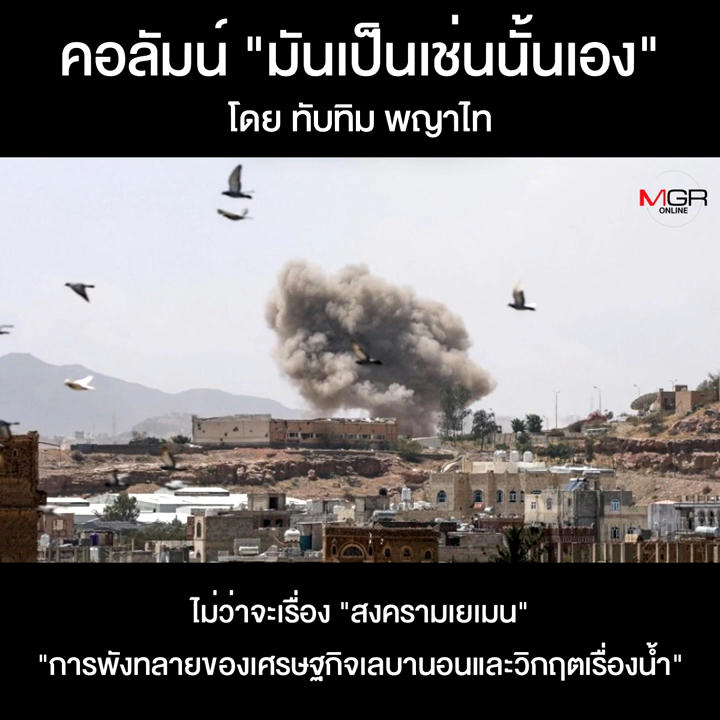 คอลัมน์ "มันเป็นเช่นนั้นเอง"
โดย ทับทิม พญาไท
MGR
ONLINE
ไม่ว่าจะเรื่อง "สงครามเยเมน"
"การพังทลายของเศรษฐกิจเลบานอนและวิกฤตเรื่องน้ำ"